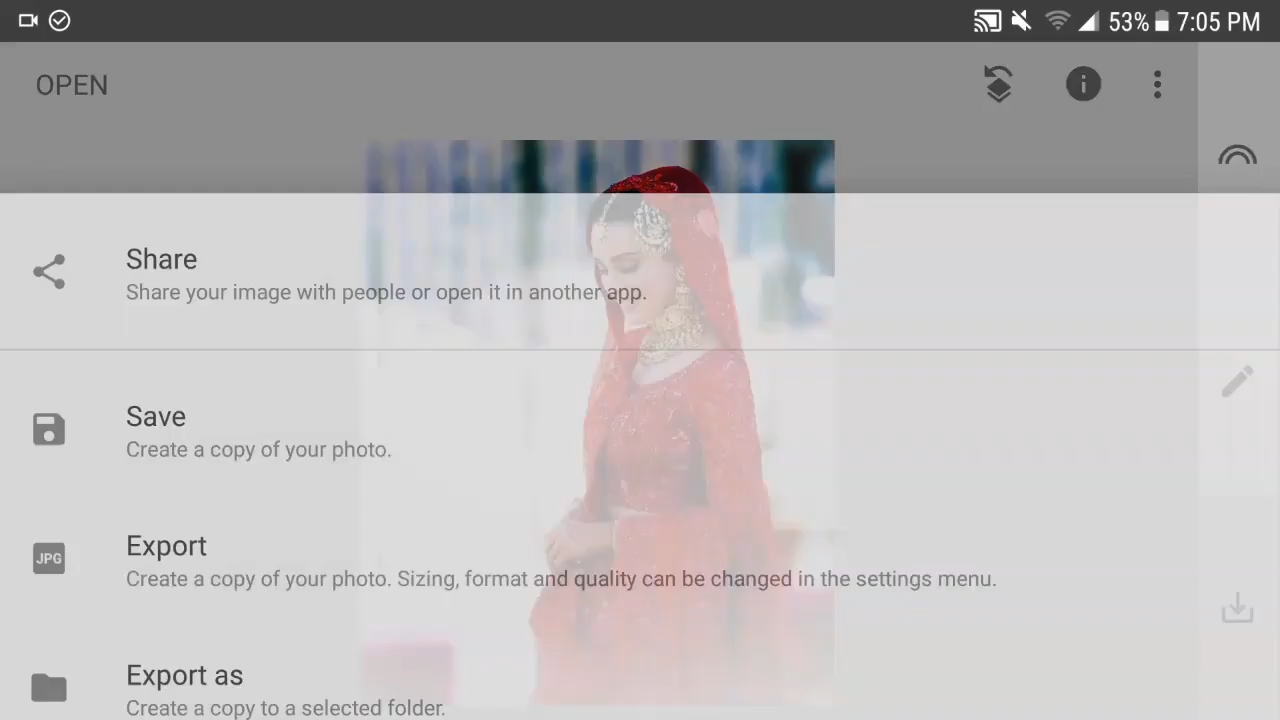 53% 7:05 PM
OPEN
Share
Share your image with people or open it in another app.
Save
Create a copy of your photo.
JPG
Export
Create a copy of your photo. Sizing, format and quality can be changed in the settings menu.
Export as
Create a copy to a selected folder.